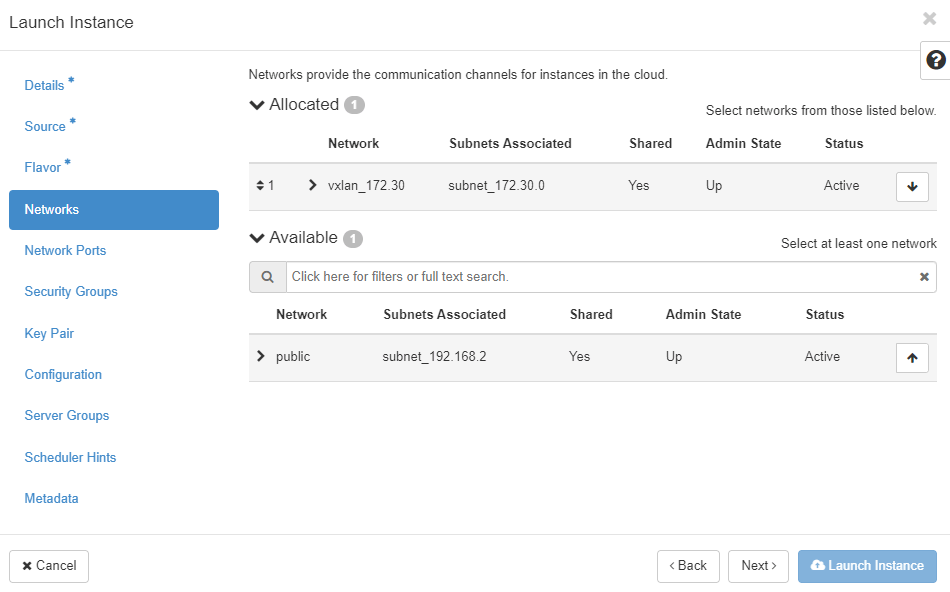 Launch Instance
Details *
Source *
Flavor *
Networks
Network Ports
Security Groups
Key Pair
Configuration
Server Groups
Scheduler Hints
Metadata
Networks provide the communication channels for instances in the cloud.
Allocated 1
Select networks from those listed below.
Network Subnets Associated Shared Admin State Status
1 vxlan_172.30 subnet_172.30.0 Yes Up Active
Available 1
Select at least one network
Click here for filters or full text search.
Network Subnets Associated Shared Admin State Status
public subnet_192.168.2 Yes Up Active
Cancel
Back
Next
Launch Instance